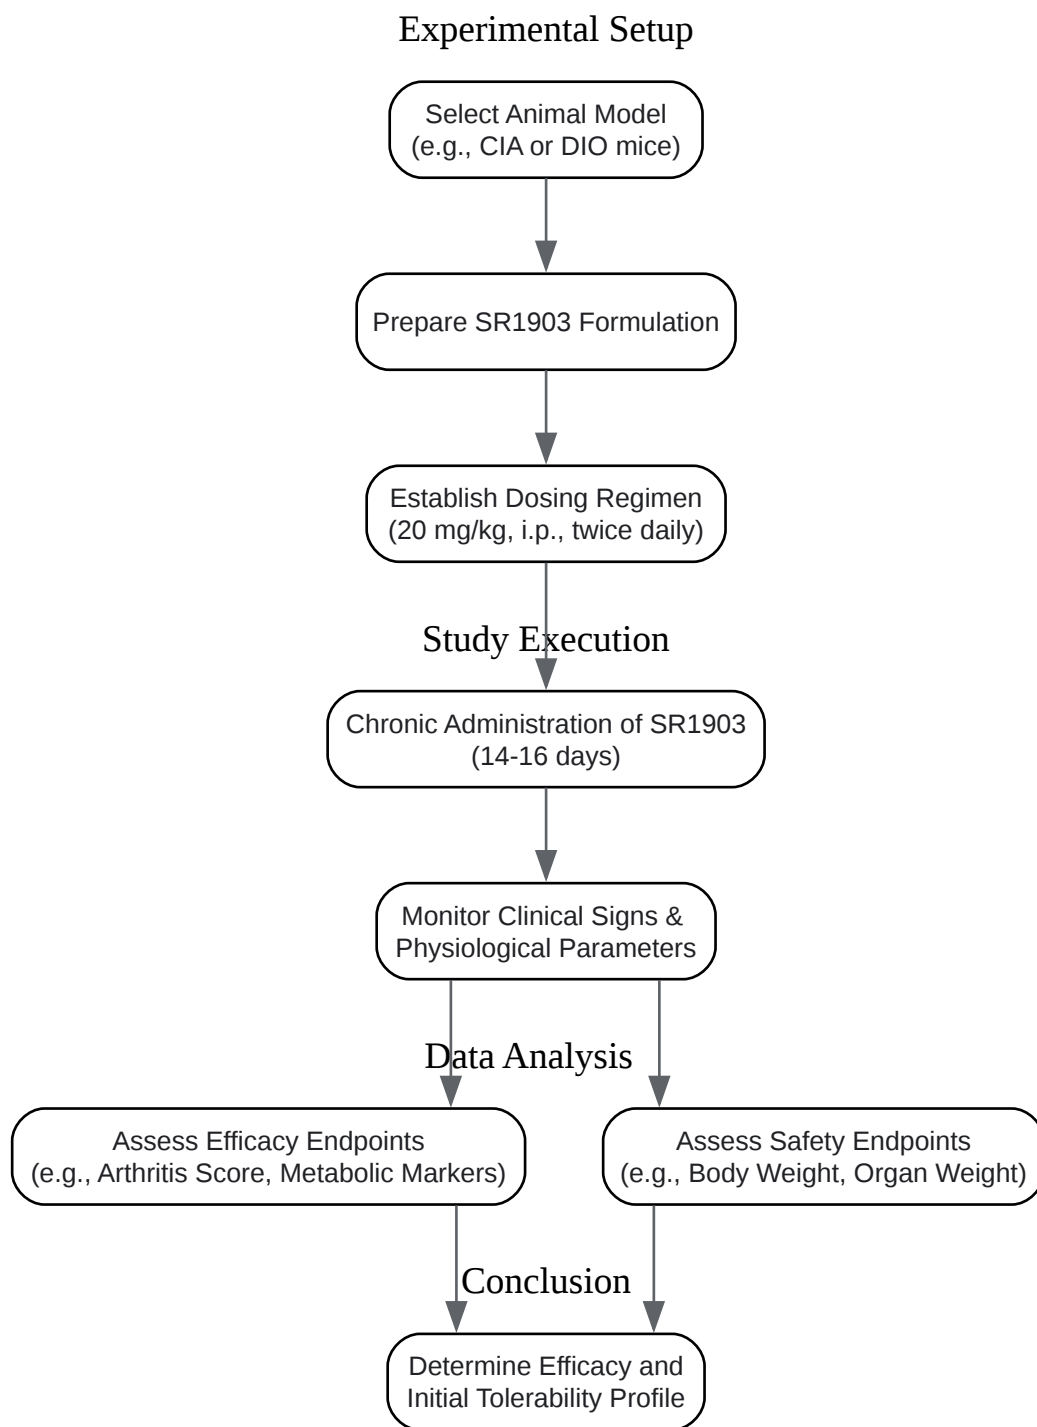 Experimental Setup
Select Animal Model
(e.g., CIA or DIO mice)
Prepare SR1903 Formulation
Establish Dosing Regimen
(20 mg/kg, i.p., twice daily)
Study Execution
Chronic Administration of SR1903
(14-16 days)
Monitor Clinical Signs &
Physiological Parameters
Data Analysis
Assess Efficacy Endpoints
(e.g., Arthritis Score, Metabolic Markers)
Assess Safety Endpoints
(e.g., Body Weight, Organ Weight)
Conclusion
Determine Efficacy and
Initial Tolerability Profile